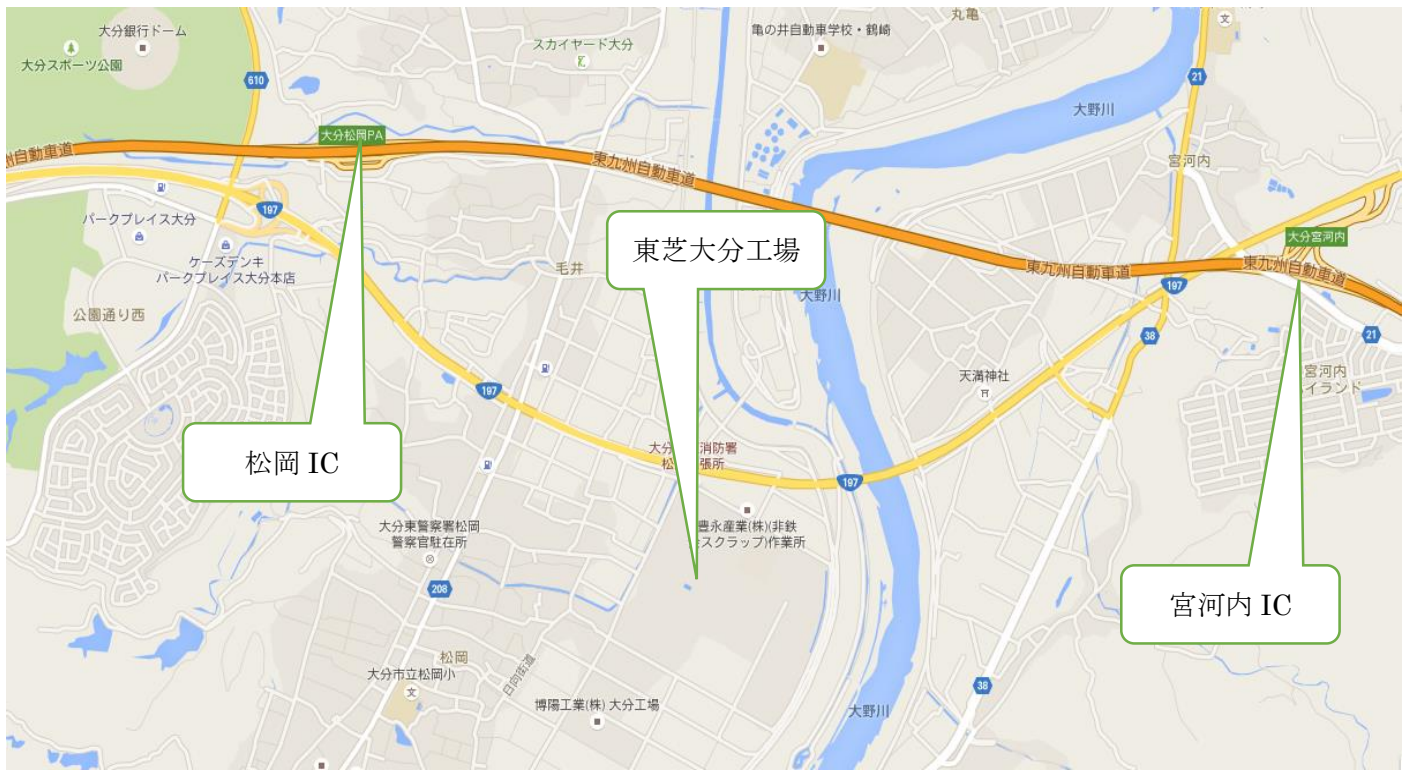 大分銀行ドーム
大分スポーツ公園
610
スカイヤード大分
亀の井自動車学校・鶴崎
丸亀
21
大野川
大分松岡PA
州自動車道
東九州自動車道
宮河内
197
パークプレイス大分
ケーズデンキ
パークプレイス大分本店
公園通り西
毛井
東芝大分工場
大野川
東九州自動車道
大分宮河内
東九州自動車道
197
38
21
宮河内
イランド
天満神社
197
松岡 IC
大分
消防署
松
張所
197
大分東警察署松岡
警察官駐在所
豊永産業(株)(非鉄
スクラップ)作業所
208
宮河内 IC
松岡
大分市立松岡小
日向街道
博陽工業(株) 大分工場
大野川
38